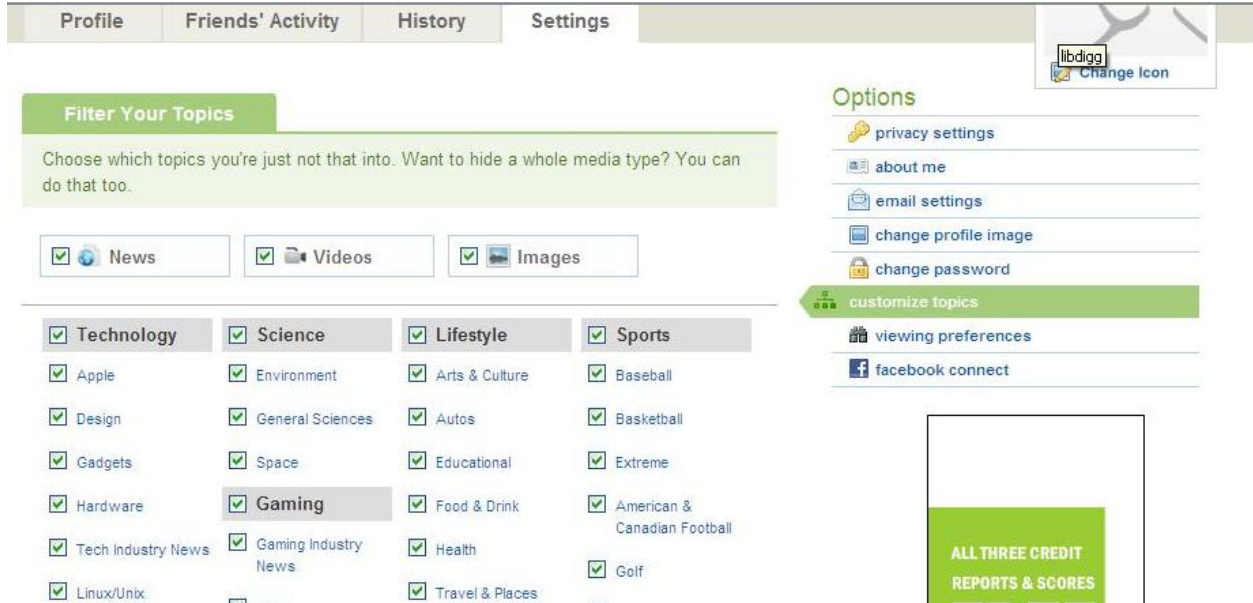 Profile
Friends' Activity
History
Settings
libdigg
Change Icon
Filter Your Topics
Choose which topics you're just not that into. Want to hide a whole media type? You can
do that too.
News
Videos
Images
Technology
Apple
Design
Gadgets
Hardware
Tech Industry News
Linux/Unix
Science
Environment
General Sciences
Space
Gaming
Gaming Industry
News
Lifestyle
Arts & Culture
Autos
Educational
Food & Drink
Health
Travel & Places
Sports
Baseball
Basketball
Extreme
American &
Canadian Football
Golf
Options
privacy settings
about me
email settings
change profile image
change password
customize topics
viewing preferences
facebook connect
ALL THREE CREDIT
REPORTS & SCORES